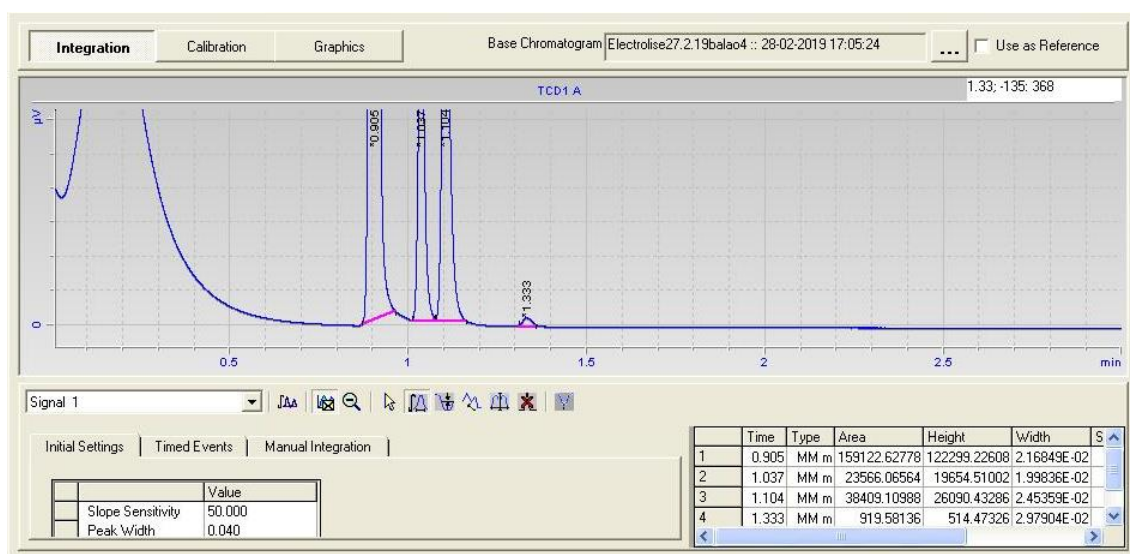 Integration Calibration Graphics Base Chromatogram Electrolise27.2.19balao4 :: 28-02-2019 17:05:24 ... Use as Reference
TCD1 A 1.33; -135: 368
µV
*0.905 *1.037 *1.104
*1.333
0
0.5 1 1.5 2 2.5 min
Signal 1
Initial Settings Timed Events Manual Integration
Value
Slope Sensitivity 50.000
Peak Width 0.040
Time Type Area Height Width S
1 0.905 MM m 159122.62778 122299.22608 2.16849E-02
2 1.037 MM m 23566.06564 19654.51002 1.99836E-02
3 1.104 MM m 38409.10988 26090.43286 2.45359E-02
4 1.333 MM m 919.58136 514.47326 2.97904E-02